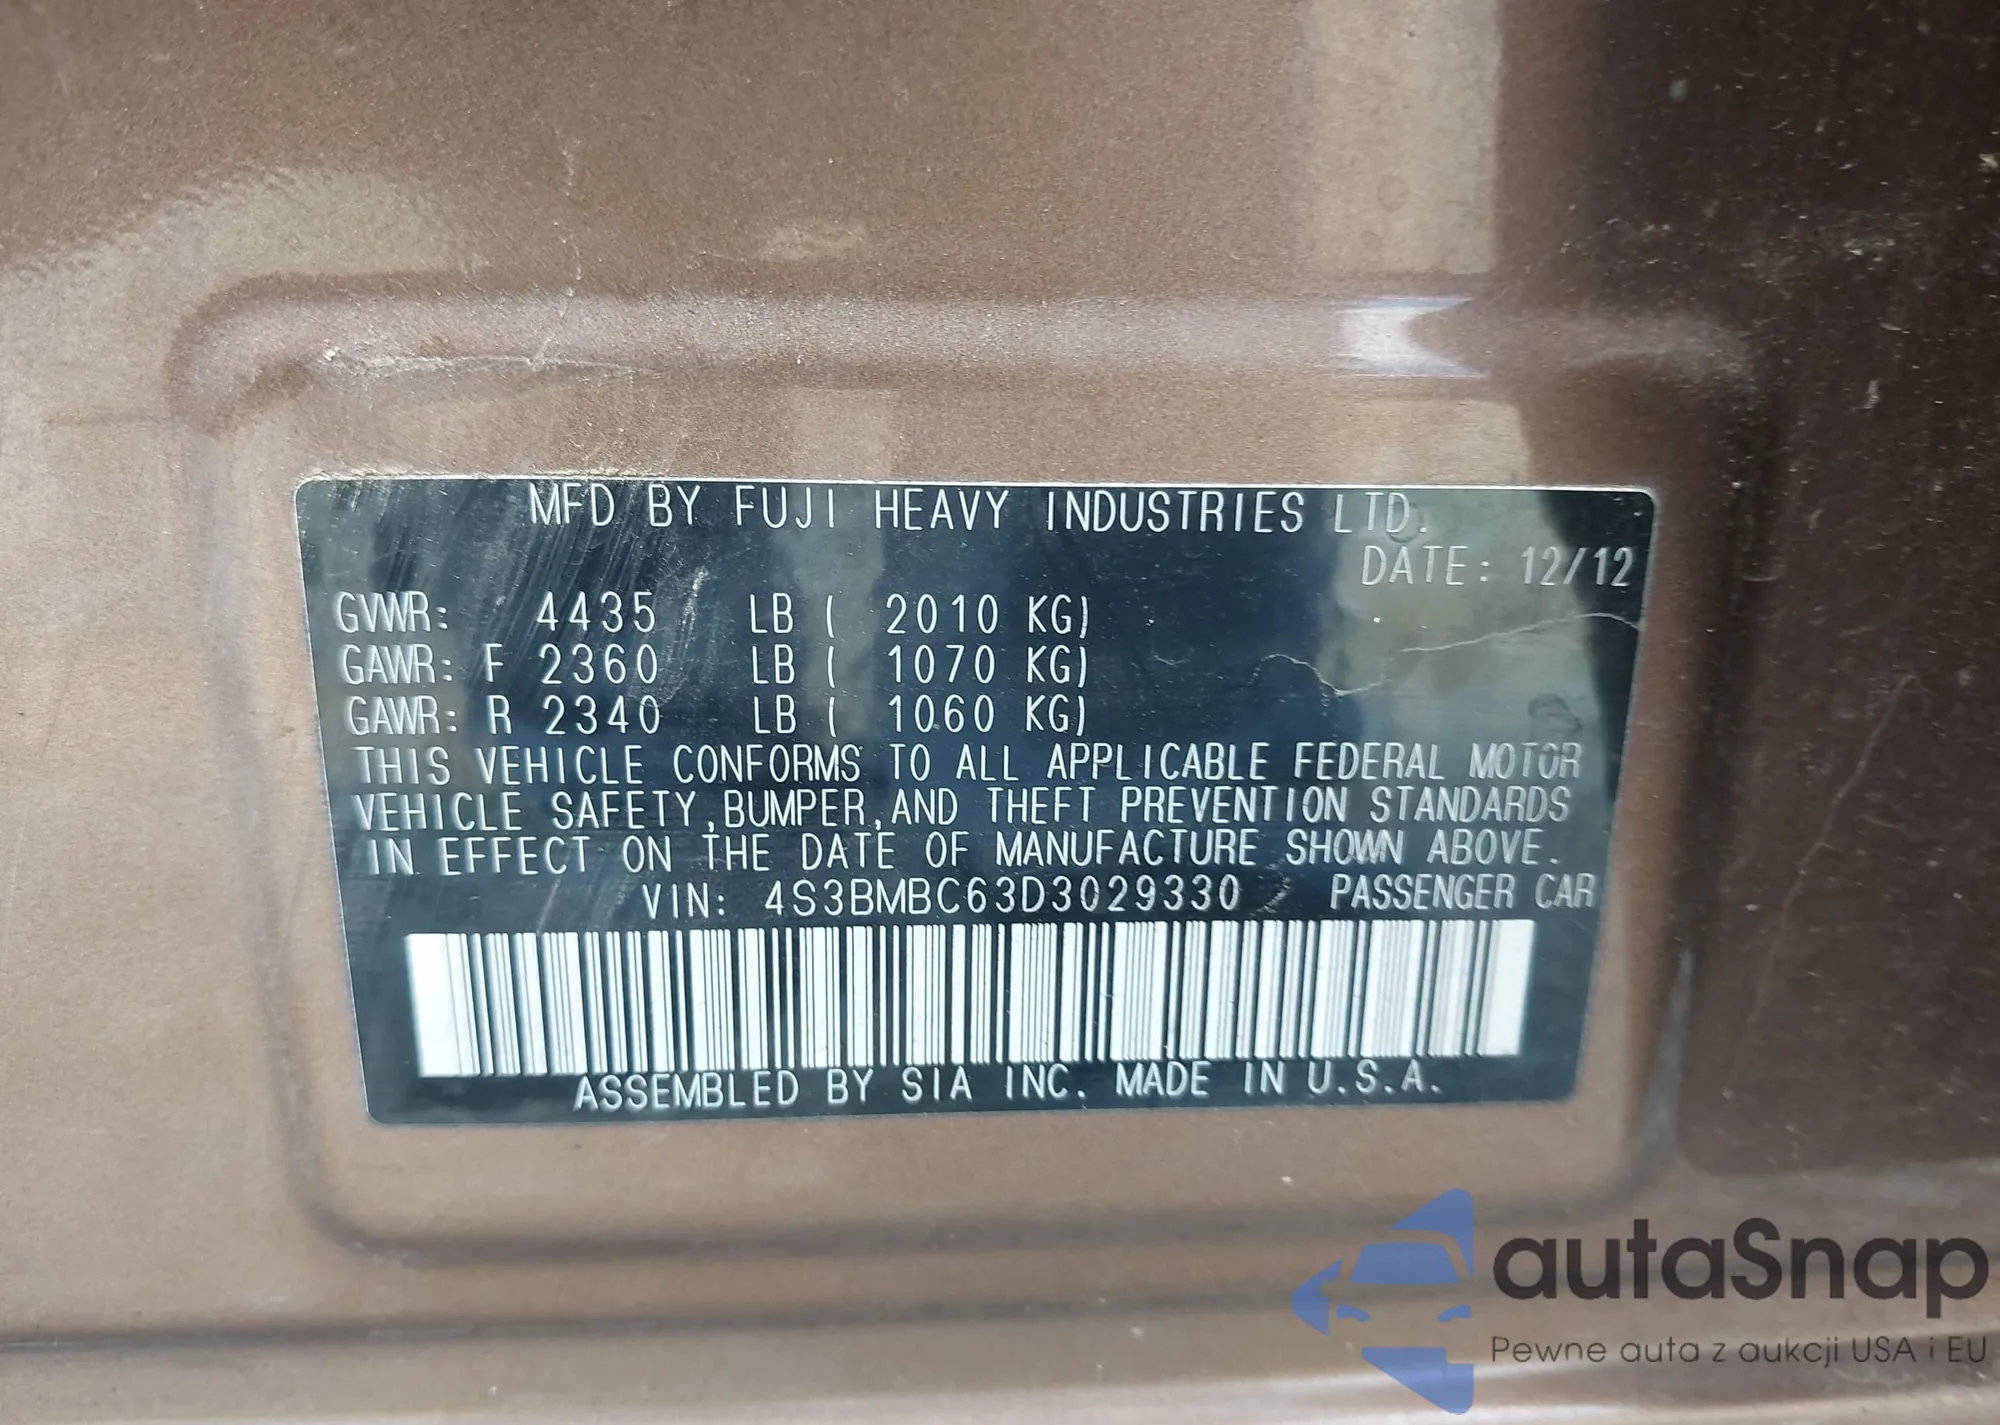 MFD BY FUJI HEAVY INDUSTRIES LTD.
DATE: 12/12
GVWR: 4435 LB ( 2010 KG)
GAWR: F 2360 LB ( 1070 KG)
GAWR: R 2340 LB ( 1060 KG)
THIS VEHICLE CONFORMS TO ALL APPLICABLE FEDERAL MOTOR
VEHICLE SAFETY,BUMPER,AND THEFT PREVENTION STANDARDS
IN EFFECT ON THE DATE OF MANUFACTURE SHOWN ABOVE.
VIN: 4S3BMBC63D3029330 PASSENGER CAR
ASSEMBLED BY SIA INC. MADE IN U.S.A.
autaSnap
Pewne auta z aukcji USA i EU